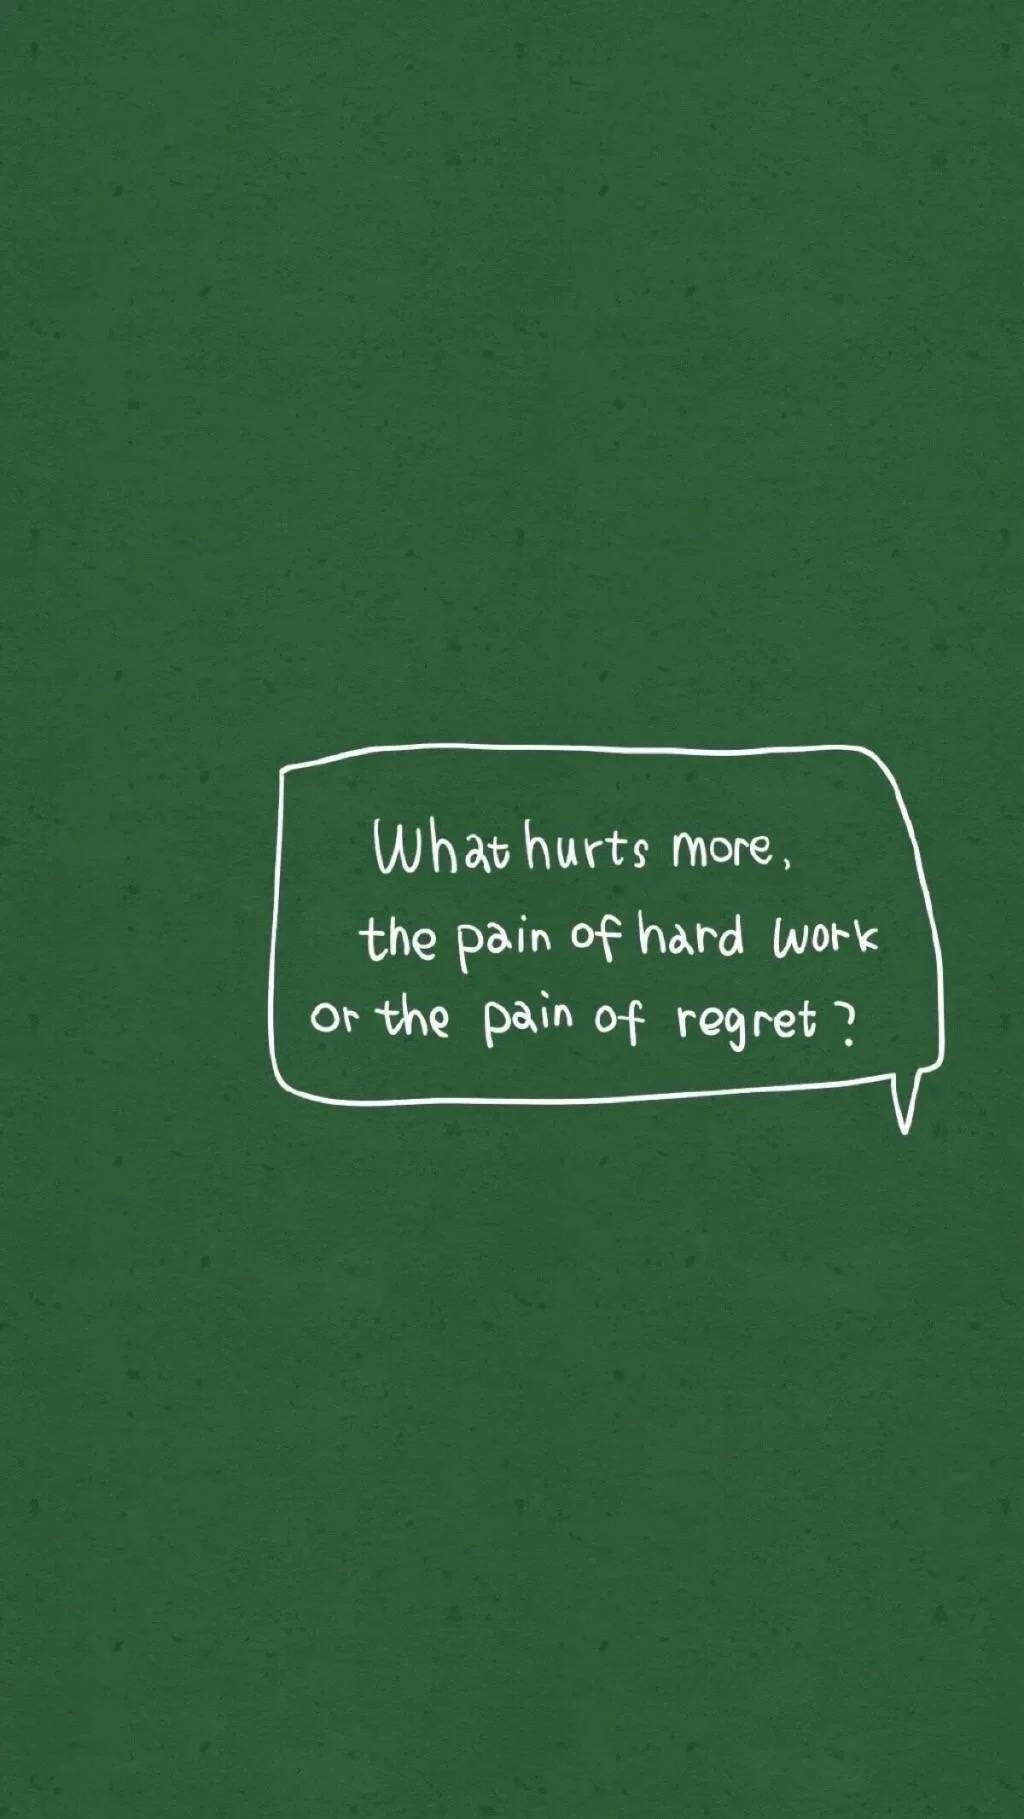 What hurts more,
the pain of hard work
or the pain of regret?